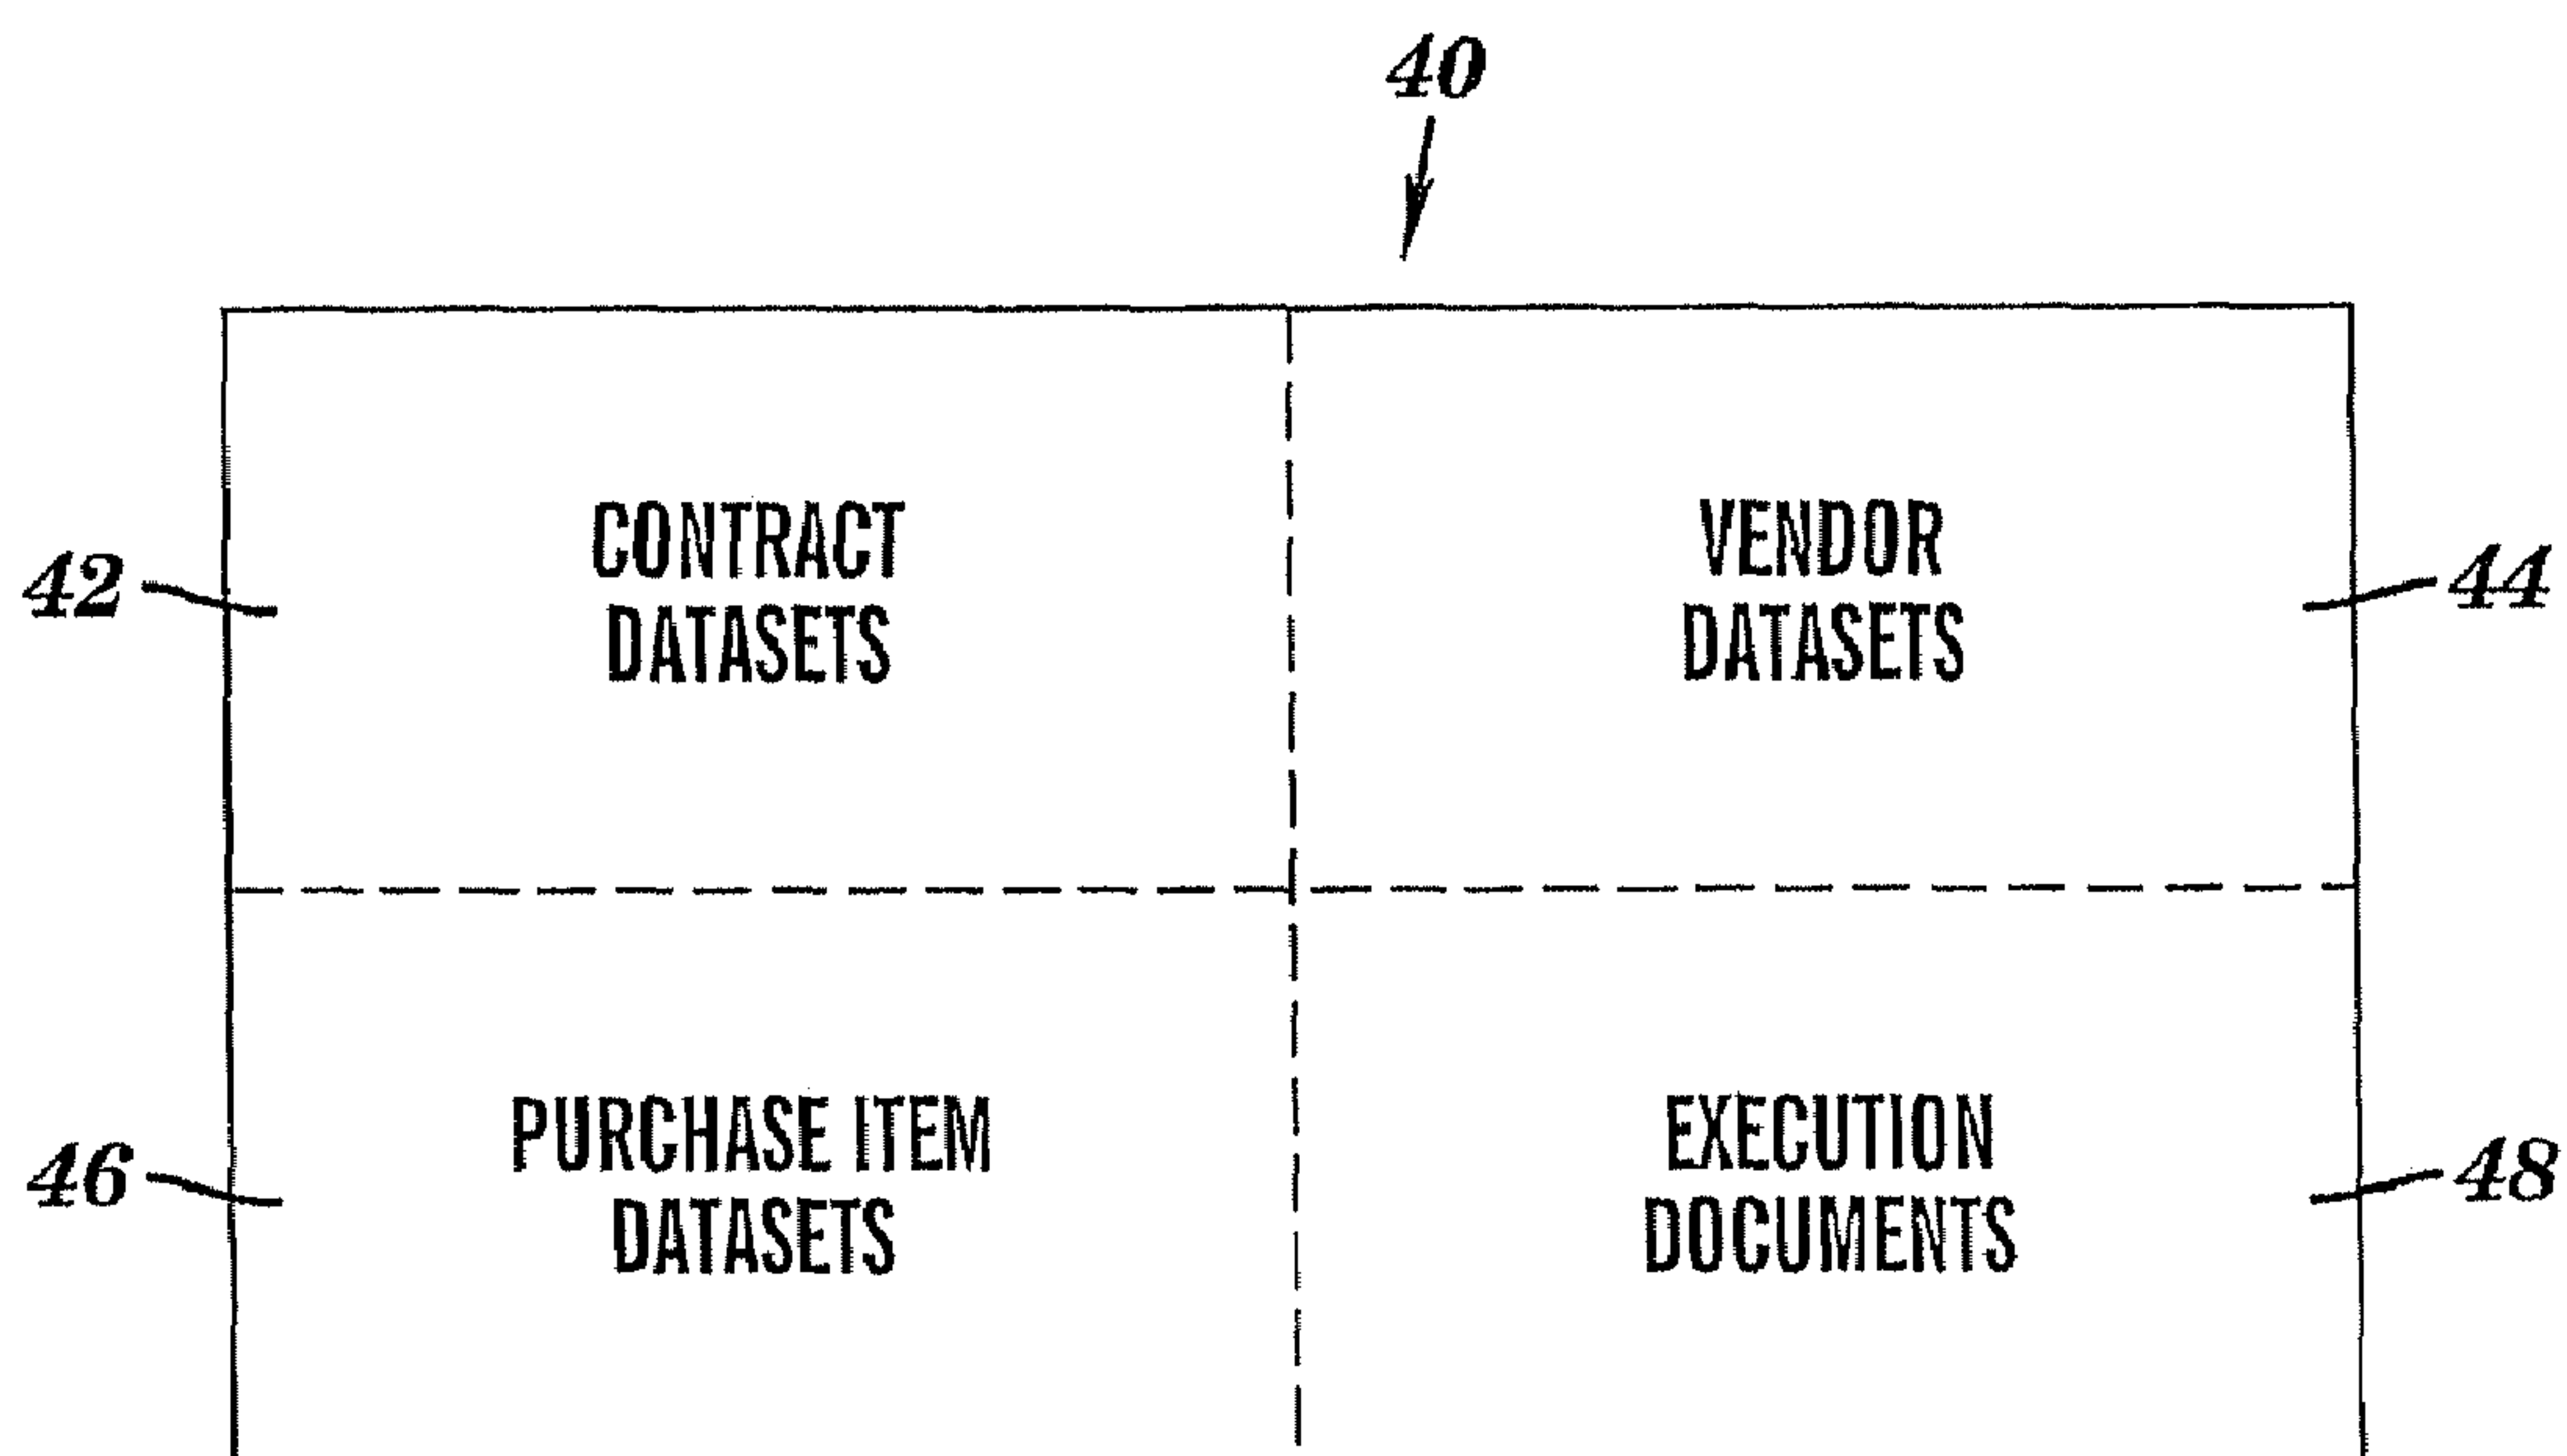 40
CONTRACT
DATASETS
VENDOR
DATASETS
42
44
PURCHASE ITEM
DATASETS
EXECUTION
DOCUMENTS
46
48